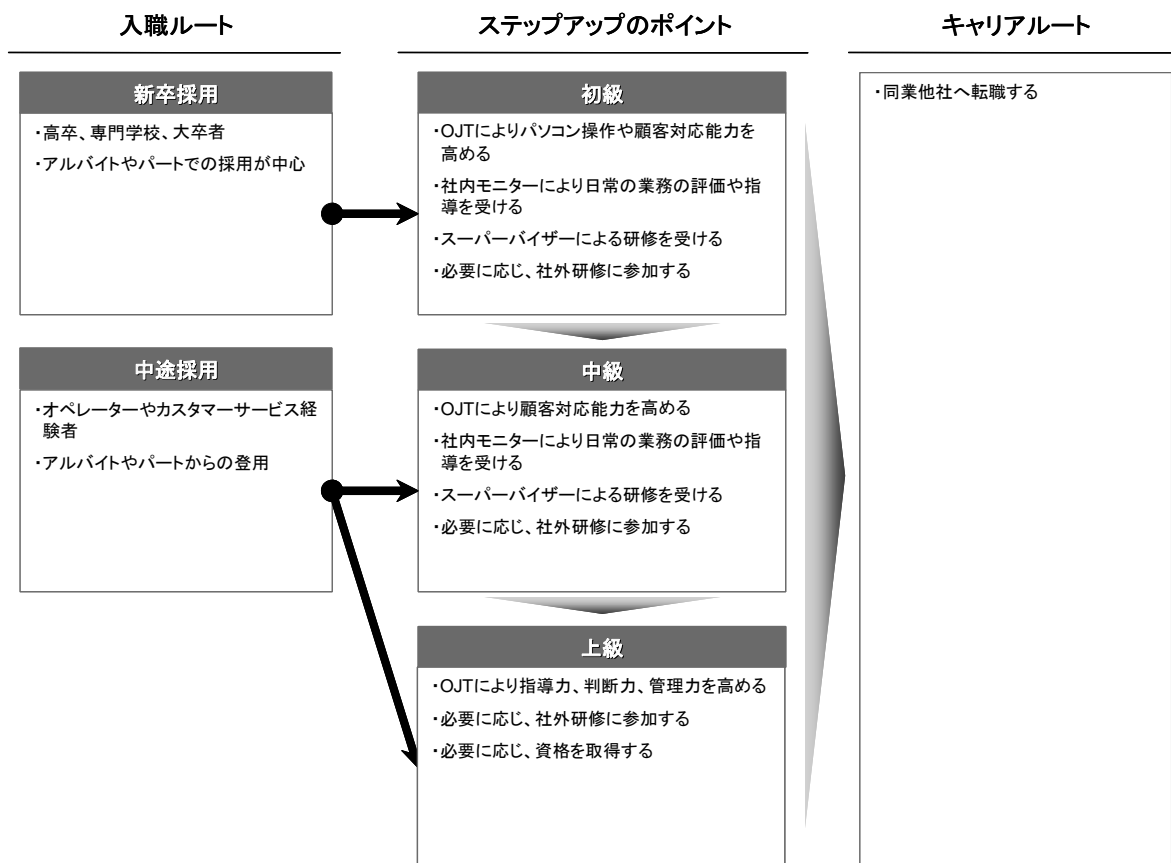 入職ルート
ステップアップのポイント
キャリアルート
新卒採用
・高卒、専門学校、大卒者
・アルバイトやパートでの採用が中心
初級
・OJTによりパソコン操作や顧客対応能力を
高める
・社内モニターにより日常の業務の評価や指
導を受ける
・スーパーバイザーによる研修を受ける
・必要に応じ、社外研修に参加する
・同業他社へ転職する
中途採用
・オペレーターやカスタマーサービス経
験者
・アルバイトやパートからの登用
中級
・OJTにより顧客対応能力を高める
・社内モニターにより日常の業務の評価や指
導を受ける
・スーパーバイザーによる研修を受ける
・必要に応じ、社外研修に参加する
上級
・OJTにより指導力、判断力、管理力を高める
・必要に応じ、社外研修に参加する
・必要に応じ、資格を取得する